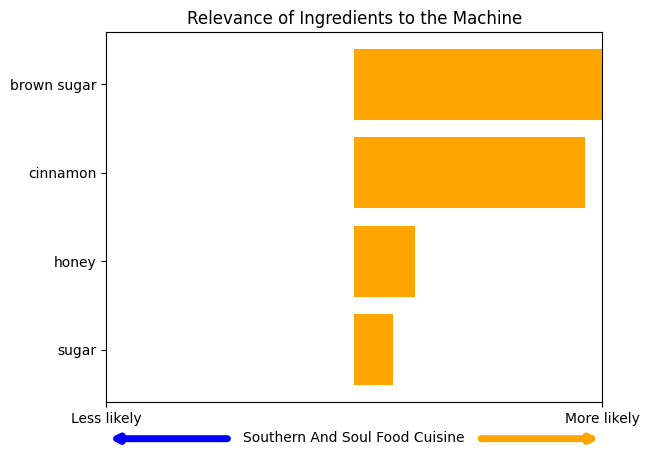 Relevance of Ingredients to the Machine
brown sugar
cinnamon
honey
sugar
Less likely
More likely
Southern And Soul Food Cuisine